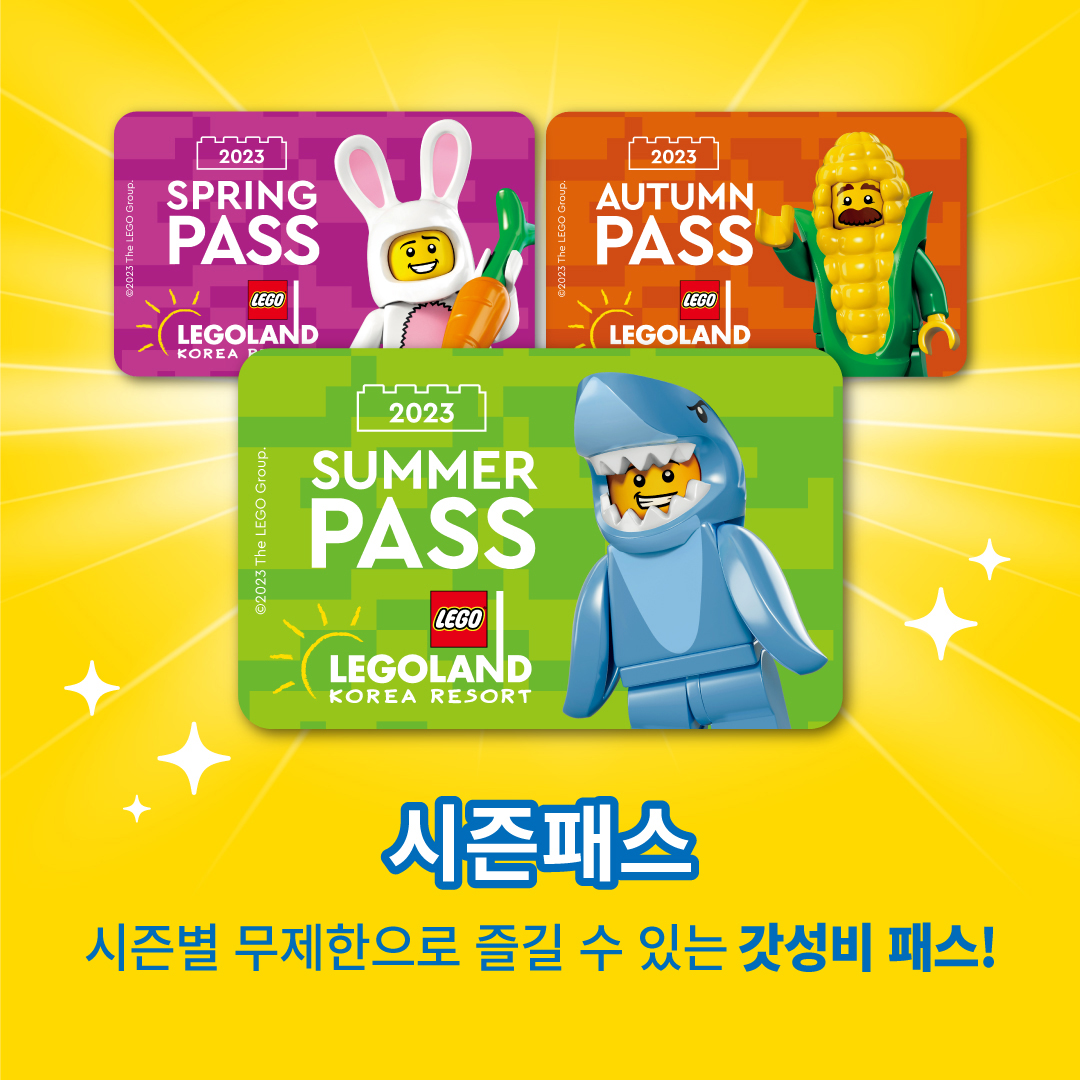 2023
SPRING
PASS
©2023 The LEGO Group.
LEGO
LEGOLAND
KOREA
2023
AUTUMN
PASS
©2023 The LEGO Group.
LEGO
LEGOLAND
2023
SUMMER
PASS
©2023 The LEGO Group.
LEGO
LEGOLAND
KOREA RESORT
시즌패스
시즌별 무제한으로 즐길 수 있는 갓성비 패스!